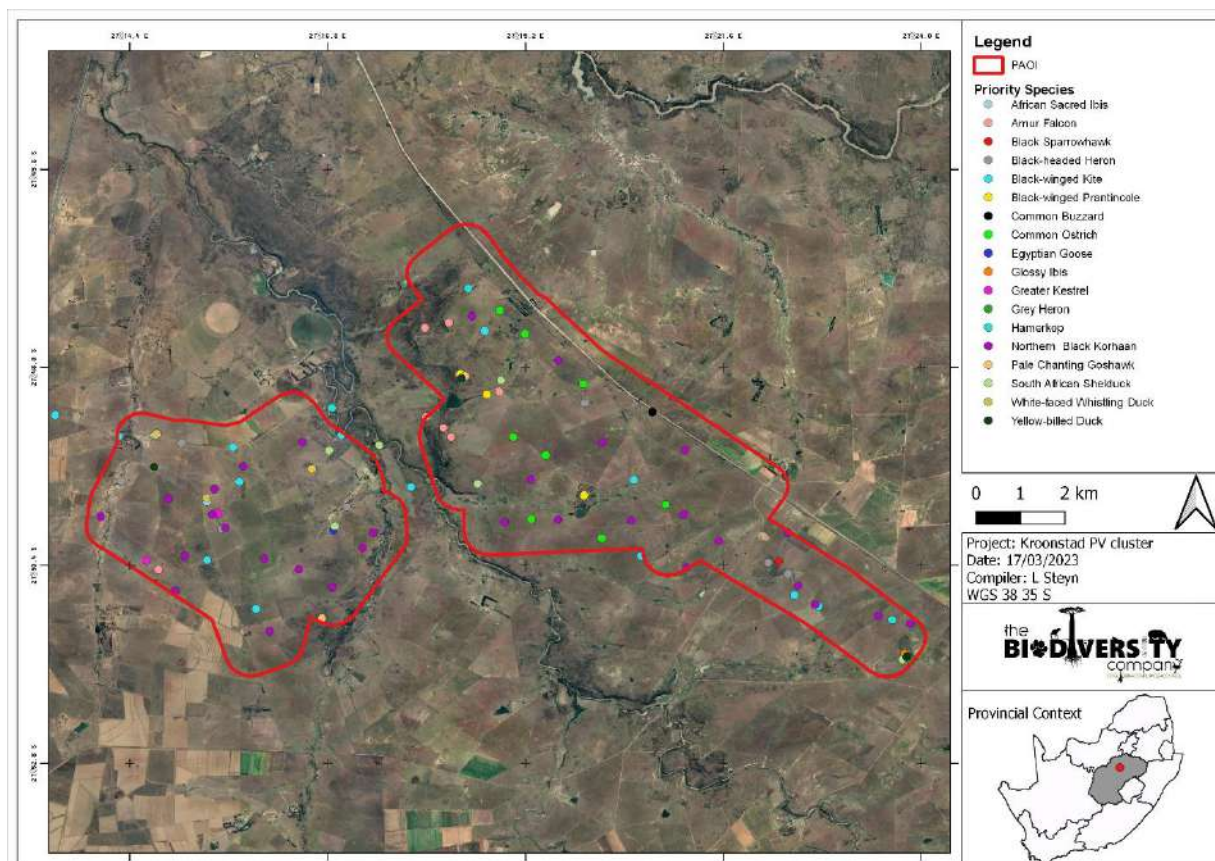 Legend
PAOI
Priority Species
African Sacred Ibis
Amur Falcon
Black Sparrowhawk
Black-headed Heron
Black-winged Kite
Black-winged Prantincole
Common Buzzard
Common Ostrich
Egyptian Goose
Glossy Ibis
Greater Kestrel
Grey Heron
Hamerkop
Northern Black Korhaan
Pale Chanting Goshawk
South African Shelduck
White-faced Whistling Duck
Yellow-billed Duck
0 1 2 km
Project: Kroonstad PV cluster
Date: 17/03/2023
Compiler: L Steyn
WGS 38 35 S
the
BIODIVERSITY
company
Provincial Context